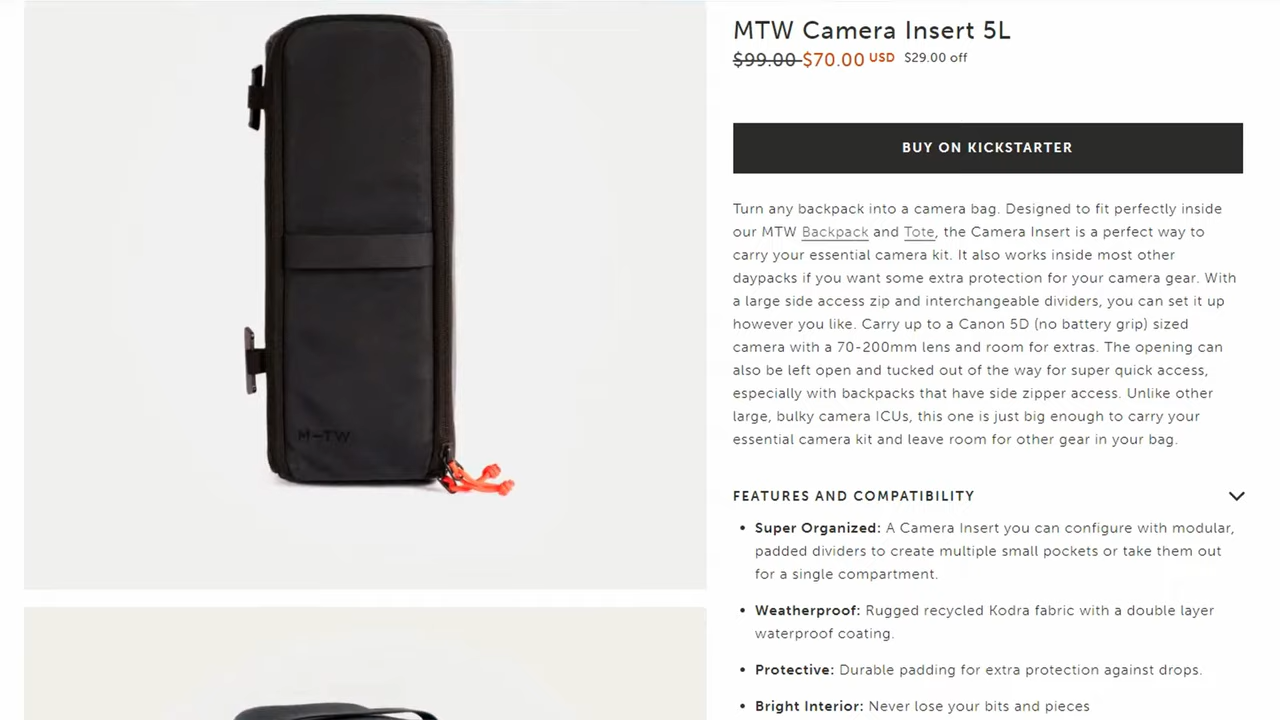 MTW Camera Insert 5L
$99.00 $70.00 USD $29.00 off
BUY ON KICKSTARTER
Turn any backpack into a camera bag. Designed to fit perfectly inside
our MTW Backpack and Tote, the Camera Insert is a perfect way to
carry your essential camera kit. It also works inside most other
daypacks if you want some extra protection for your camera gear. With
a large side access zip and interchangeable dividers, you can set it up
however you like. Carry up to a Canon 5D (no battery grip) sized
camera with a 70-200mm lens and room for extras. The opening can
also be left open and tucked out of the way for super quick access,
especially with backpacks that have side zipper access. Unlike other
large, bulky camera ICUs, this one is just big enough to carry your
essential camera kit and leave room for other gear in your bag.
M—TW
FEATURES AND COMPATIBILITY
• Super Organized: A Camera Insert you can configure with modular,
padded dividers to create multiple small pockets or take them out
for a single compartment.
• Weatherproof: Rugged recycled Kodra fabric with a double layer
waterproof coating.
• Protective: Durable padding for extra protection against drops.
• Bright Interior: Never lose your bits and pieces